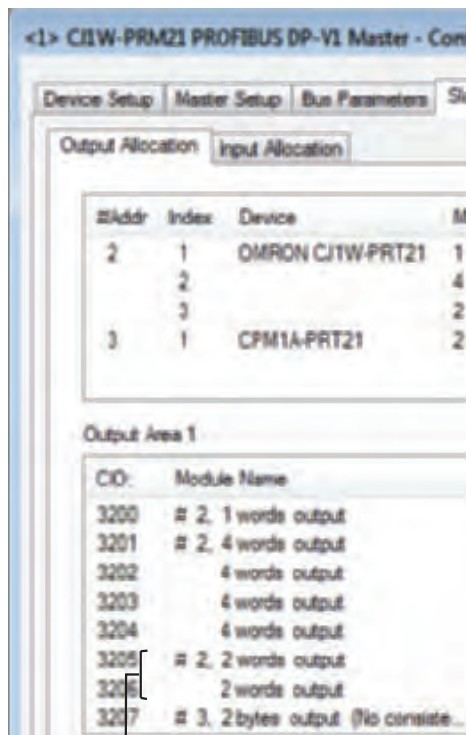 <1> CJ1W-PRM21 PROFIBUS DP-V1 Master - Con
Device Setup Master Setup Bus Parameters
Output Allocation Input Allocation
#Addr Index Device
2 1 OMRON CJ1W-PRT21 1
2 4
3 2
3 1 CPM1A-PRT21 2
Output Area 1
CIO: Module Name
3200 # 2, 1 words output
3201 # 2, 4 words output
3202 4 words output
3203 4 words output
3204 4 words output
3205 # 2, 2 words output
3206 2 words output
3207 # 3, 2 bytes output (No consiste...